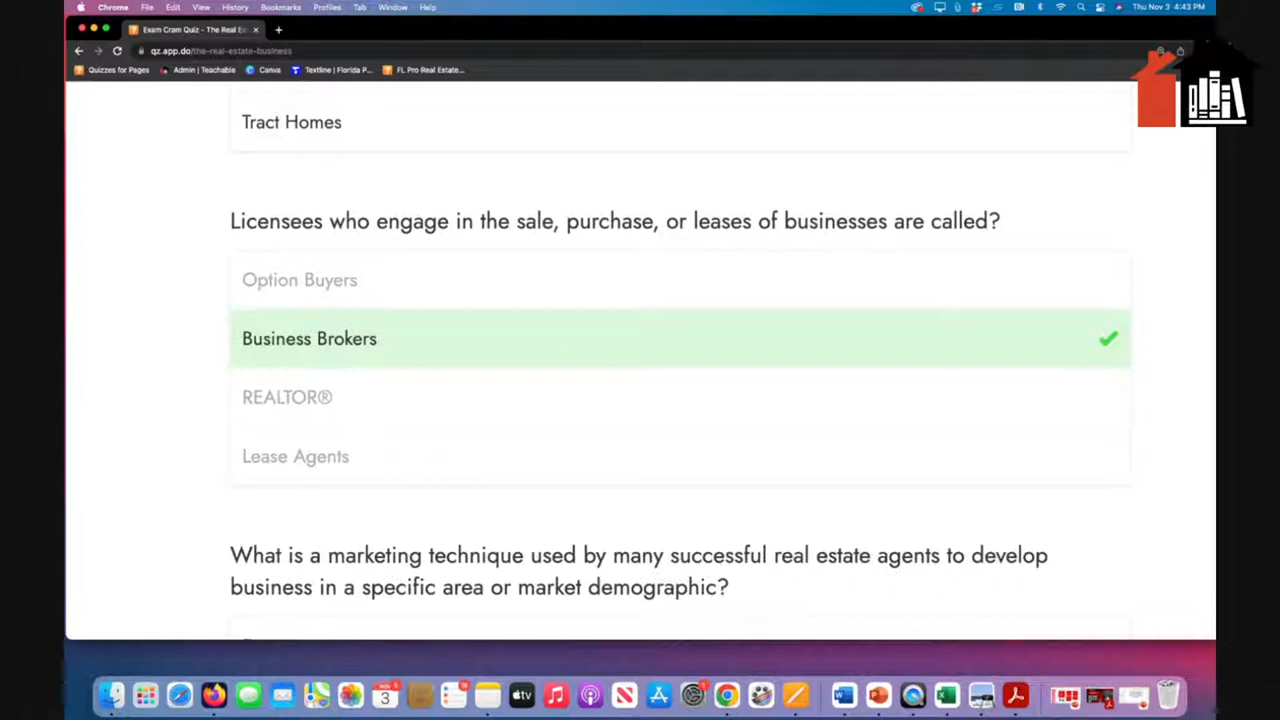 Chrome File Edit View History Bookmarks Profiles Tab Window Help
Thu Nov 3 4:43 PM
Exam Cram Quiz - The Real Es
qz.app.do/the-real-estate-business
Quizzes for Pages Admin | Teachable Canva Textline | Florida P... FL Pro Real Estate...
Tract Homes
Licensees who engage in the sale, purchase, or leases of businesses are called?
Option Buyers
Business Brokers
REALTOR®
Lease Agents
What is a marketing technique used by many successful real estate agents to develop
business in a specific area or market demographic?
NOV
3
tv